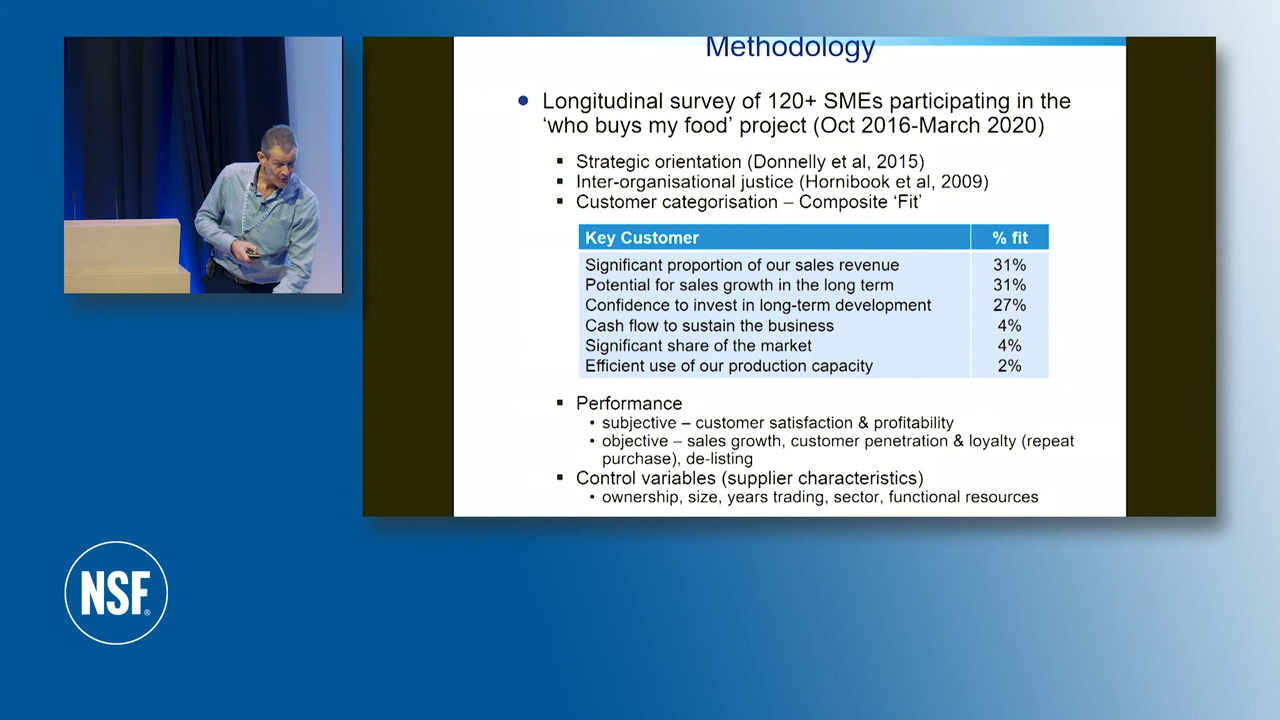 Methodology
• Longitudinal survey of 120+ SMEs participating in the
‘who buys my food’ project (Oct 2016-March 2020)
▪ Strategic orientation (Donnelly et al, 2015)
▪ Inter-organisational justice (Hornibook et al, 2009)
▪ Customer categorisation – Composite ‘Fit’
Key Customer % fit
Significant proportion of our sales revenue 31%
Potential for sales growth in the long term 31%
Confidence to invest in long-term development 27%
Cash flow to sustain the business 4%
Significant share of the market 4%
Efficient use of our production capacity 2%
▪ Performance
• subjective – customer satisfaction & profitability
• objective – sales growth, customer penetration & loyalty (repeat
purchase), de-listing
▪ Control variables (supplier characteristics)
• ownership, size, years trading, sector, functional resources
NSF®